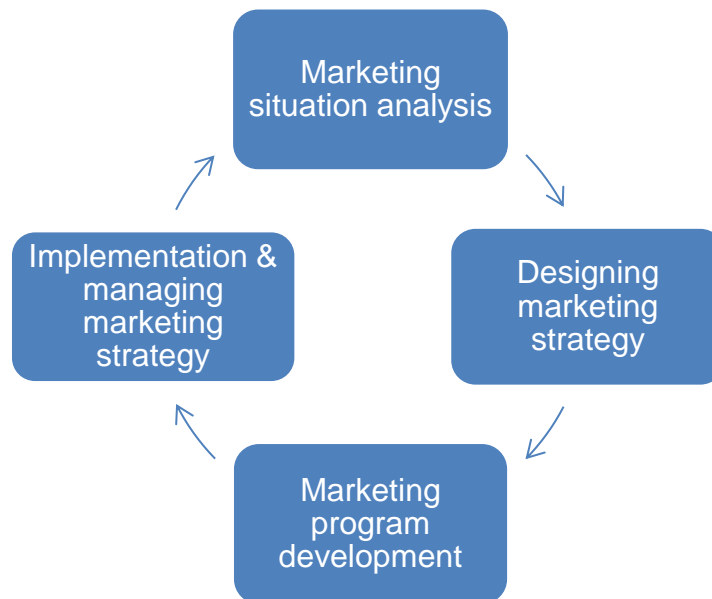 Marketing
situation analysis
Designing
marketing
strategy
Marketing
program
development
Implementation &
managing
marketing
strategy